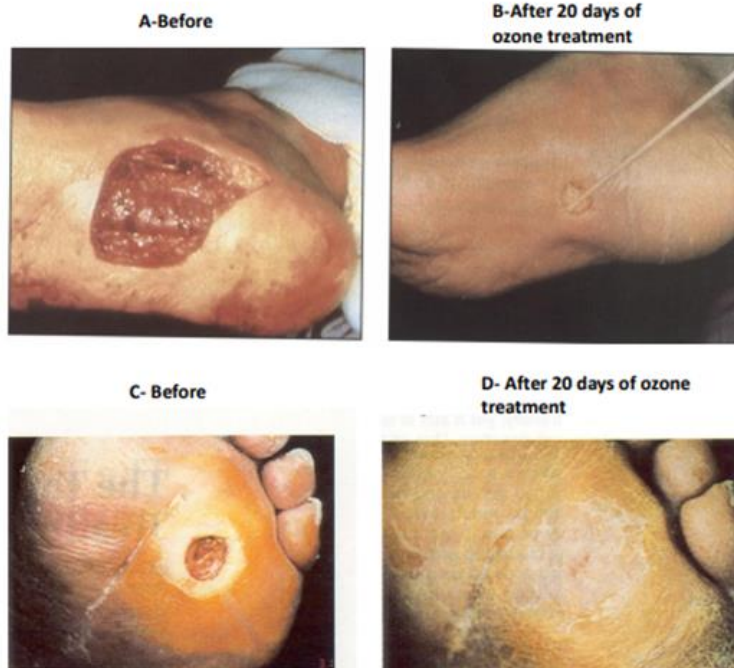 A-Before
B-After 20 days of
ozone treatment
C- Before
D- After 20 days of ozone
treatment